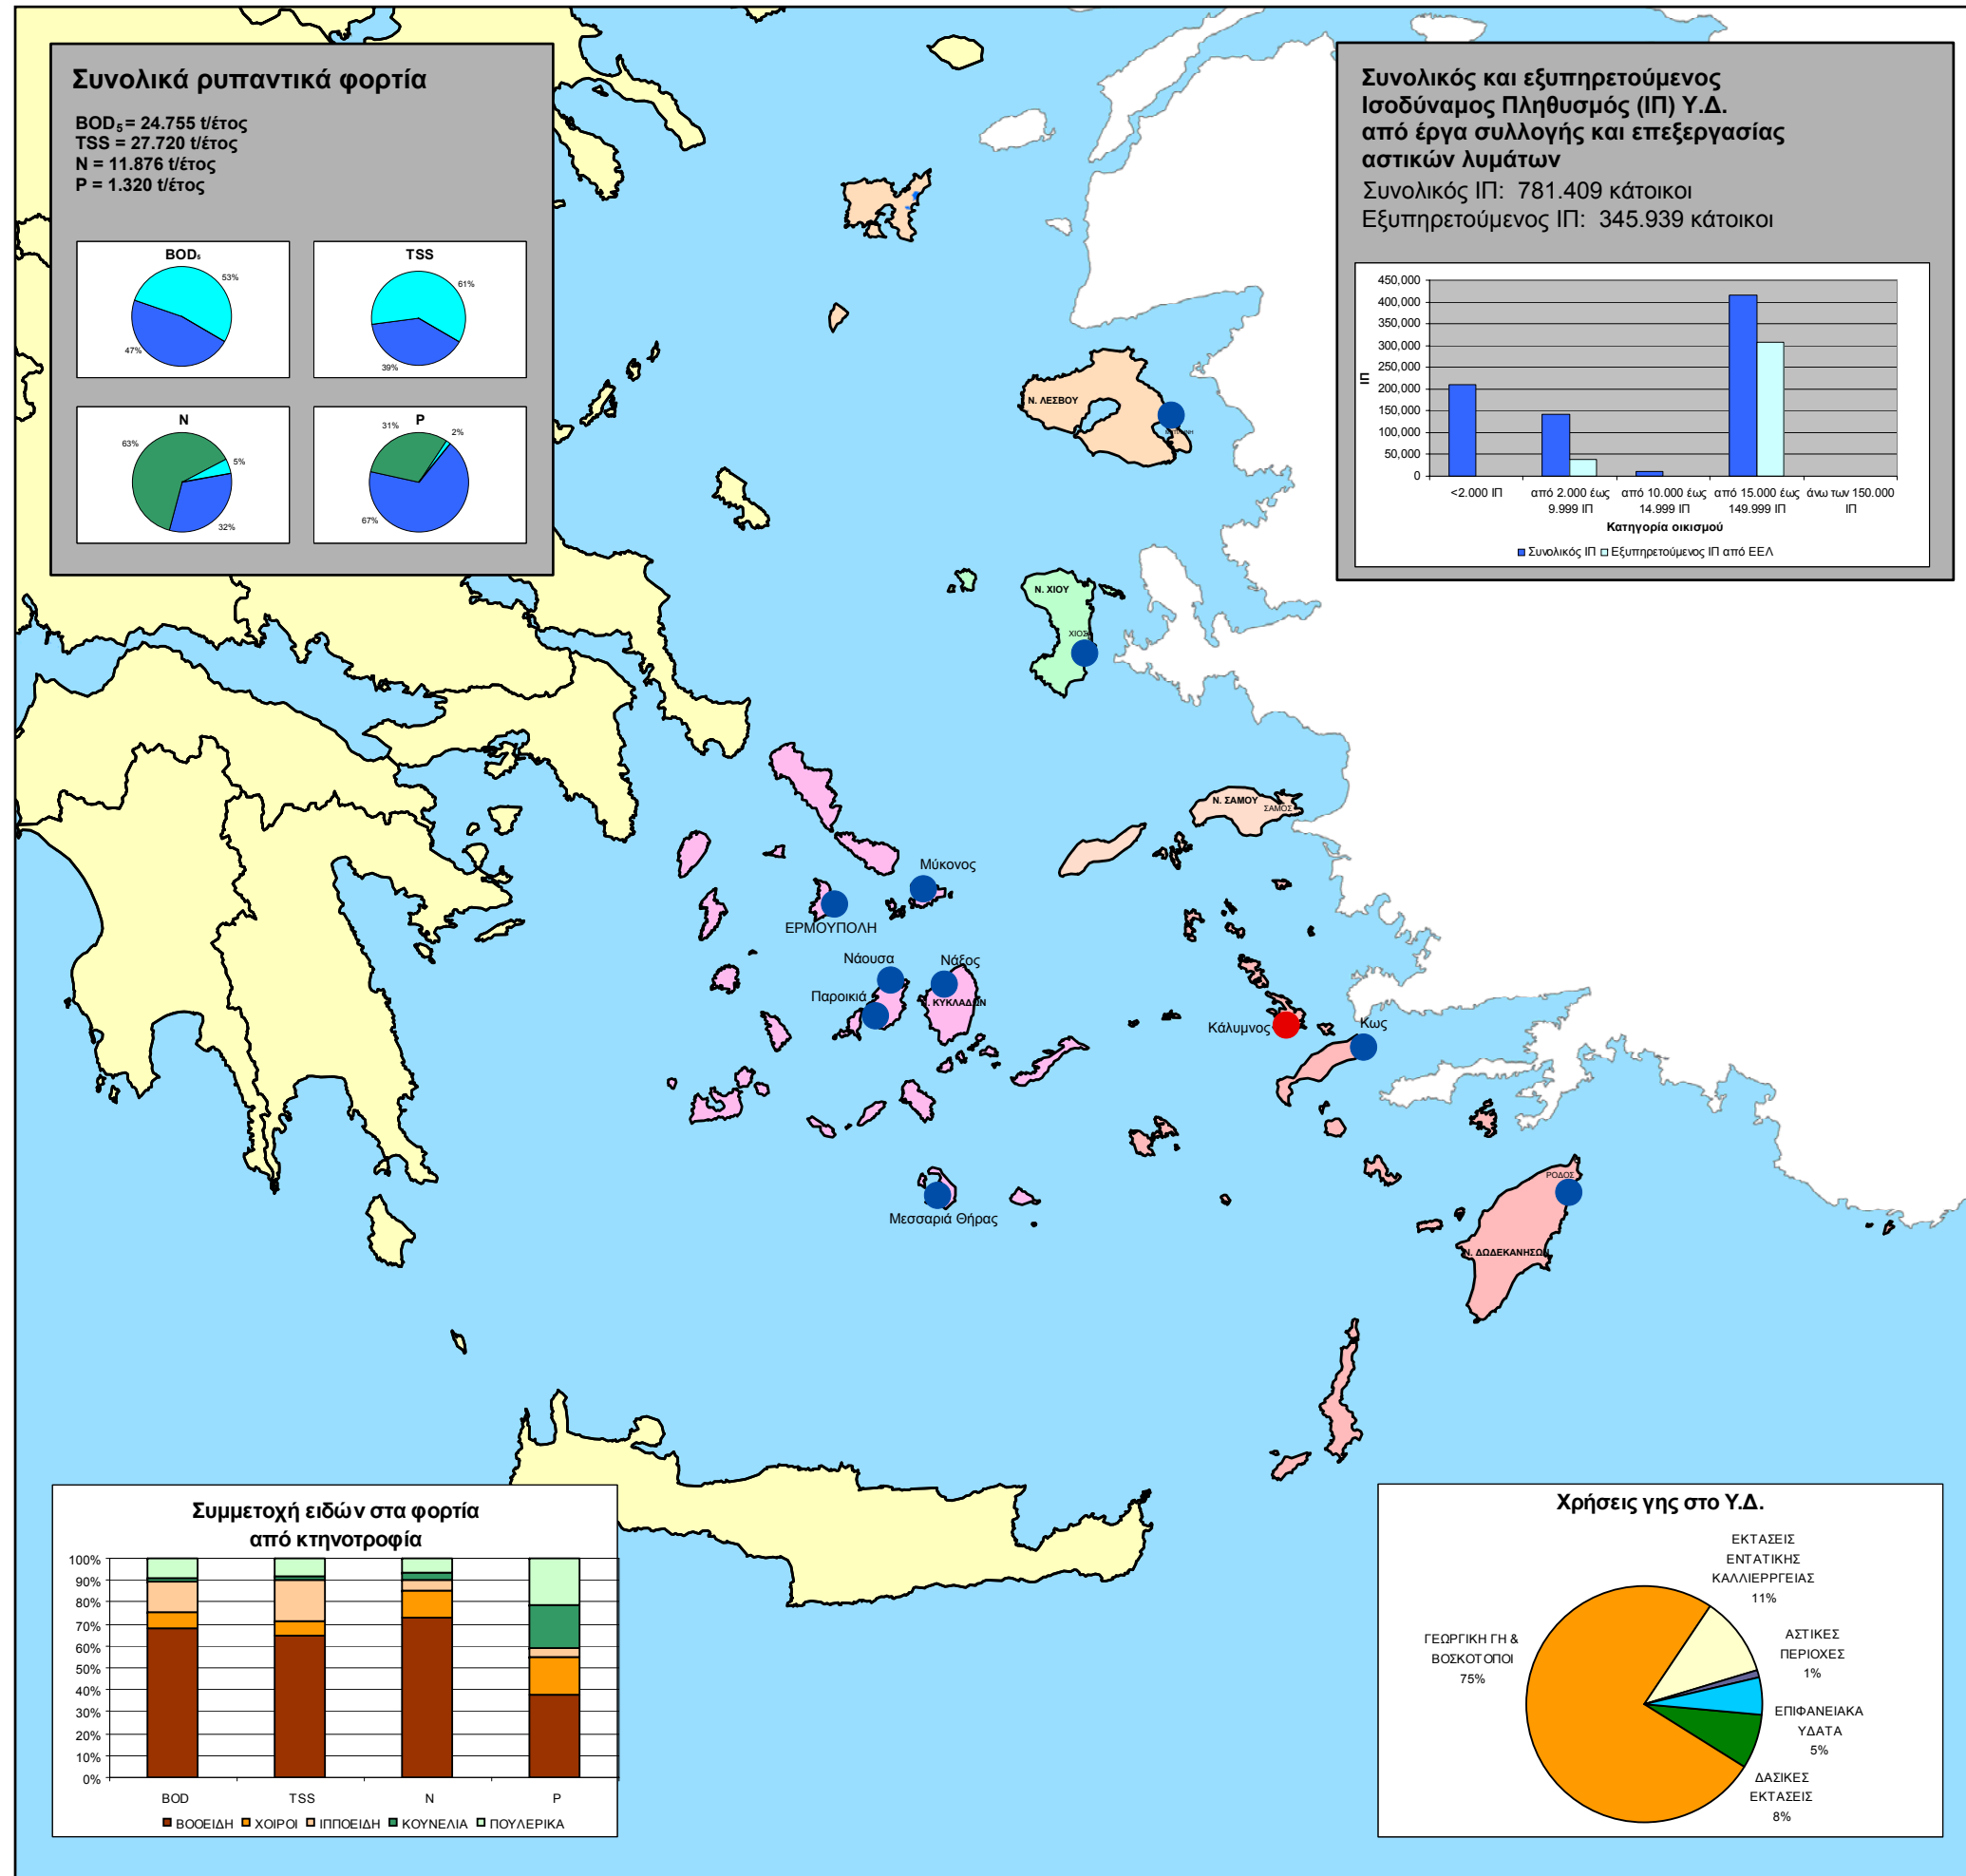 Συνολικά ρυπαντικά φορτία
BOD₅ = 24.755 t/έτος
TSS = 27.720 t/έτος
N = 11.876 t/έτος
P = 1.320 t/έτος
BOD₅
53%
47%
TSS
61%
39%
N
63%
5%
32%
P
31%
2%
67%
Συνολικός και εξυπηρετούμενος
Ισοδύναμος Πληθυσμός (ΙΠ) Υ.Δ.
από έργα συλλογής και επεξεργασίας
αστικών λυμάτων
Συνολικός ΙΠ: 781.409 κάτοικοι
Εξυπηρετούμενος ΙΠ: 345.939 κάτοικοι
450,000
400,000
350,000
300,000
250,000
200,000
150,000
100,000
50,000
0
ΙΠ
<2.000 ΙΠ
από 2.000 έως
9.999 ΙΠ
από 10.000 έως
14.999 ΙΠ
από 15.000 έως
149.999 ΙΠ
άνω των 150.000
ΙΠ
Κατηγορία οικισμού
Συνολικός ΙΠ
Εξυπηρετούμενος ΙΠ από ΕΕΛ
Ν. ΛΕΣΒΟΥ
Ν. ΧΙΟΥ
ΧΙΟΣ
Ν. ΣΑΜΟΥ
ΣΑΜΟΣ
Μύκονος
ΕΡΜΟΥΠΟΛΗ
Νάουσα
Νάξος
Παροικιά
ΚΥΚΛΑΔΩΝ
Κάλυμνος
Κως
Μεσσαριά Θήρας
ΡΟΔΟΣ
Ν. ΔΩΔΕΚΑΝΗΣΩΝ
Συμμετοχή ειδών στα φορτία
από κτηνοτροφία
100%
90%
80%
70%
60%
50%
40%
30%
20%
10%
0%
BOD
TSS
N
P
ΒΟΟΕΙΔΗ
ΧΟΙΡΟΙ
ΙΠΠΟΕΙΔΗ
ΚΟΥΝΕΛΙΑ
ΠΟΥΛΕΡΙΚΑ
Χρήσεις γης στο Υ.Δ.
ΕΚΤΑΣΕΙΣ
ΕΝΤΑΤΙΚΗΣ
ΚΑΛΛΙΕΡΡΓΕΙΑΣ
11%
ΑΣΤΙΚΕΣ
ΠΕΡΙΟΧΕΣ
1%
ΓΕΩΡΓΙΚΗ ΓΗ &
ΒΟΣΚΟΤΟΠΟΙ
75%
ΕΠΙΦΑΝΕΙΑΚΑ
ΥΔΑΤΑ
5%
ΔΑΣΙΚΕΣ
ΕΚΤΑΣΕΙΣ
8%